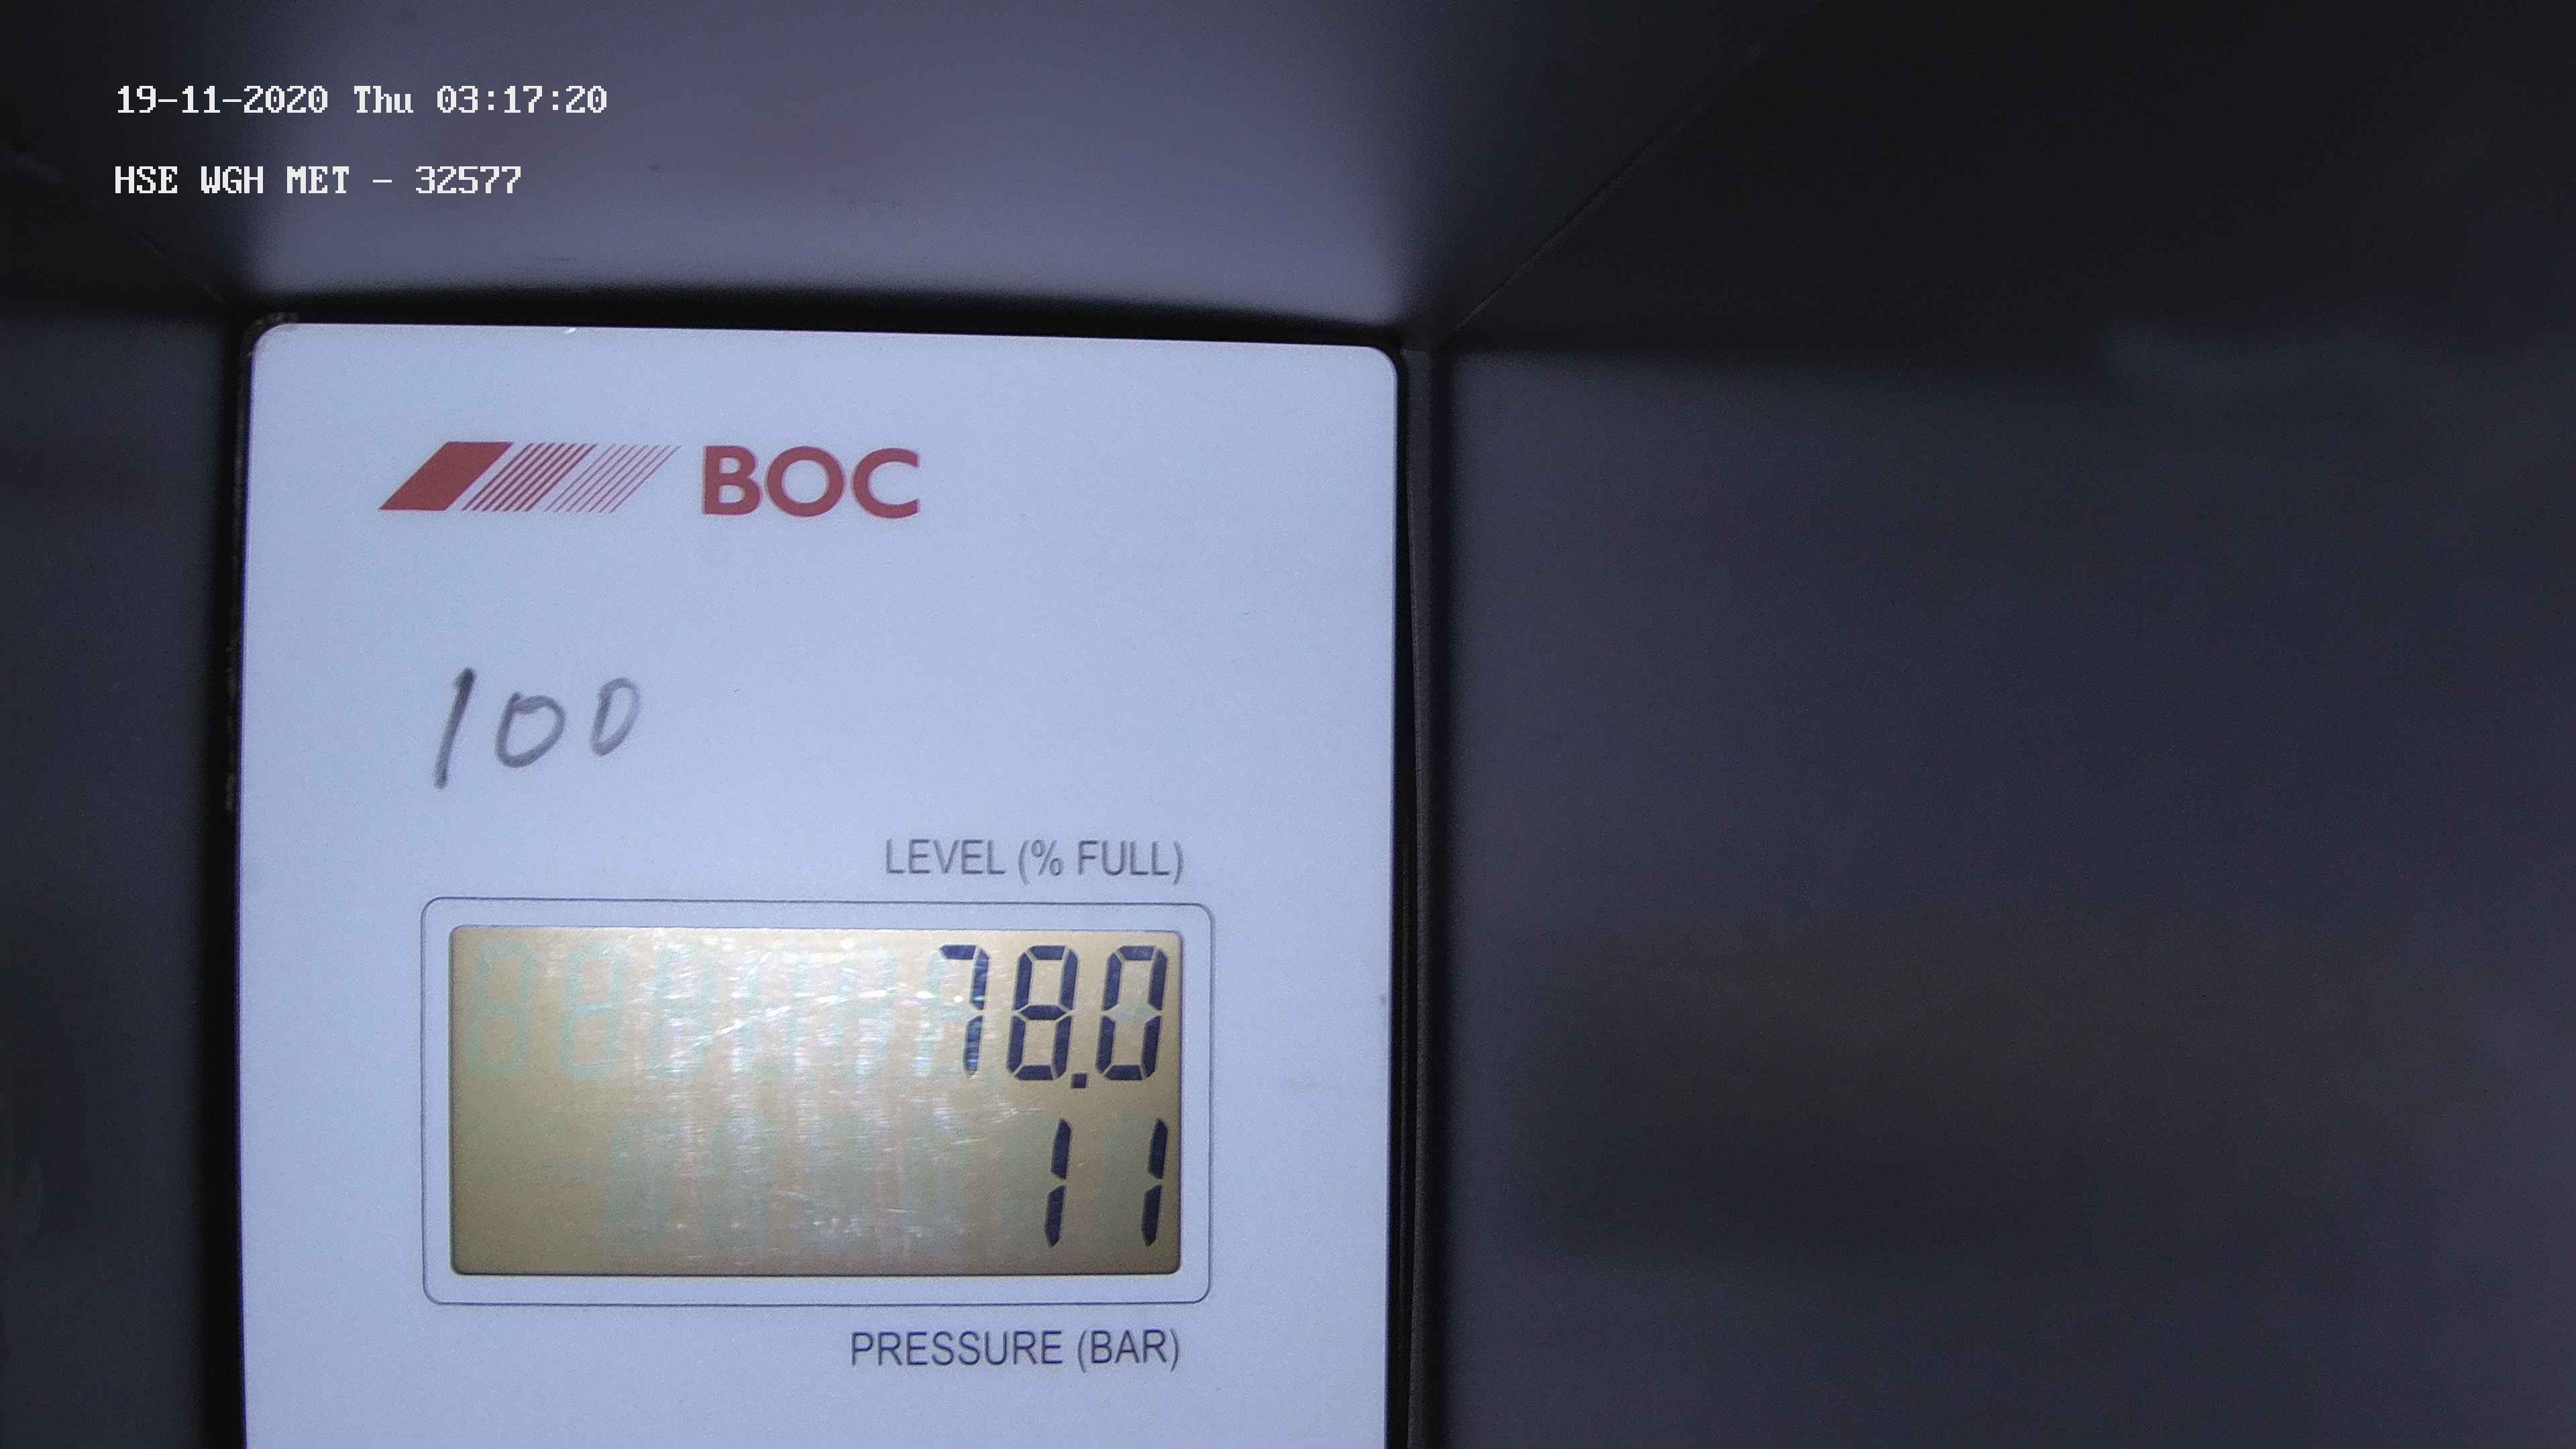 19-11-2020 Thu 03:17:20
HSE WGH MET - 32577
BOC
100
LEVEL (% FULL)
78.0
11
PRESSURE (BAR)